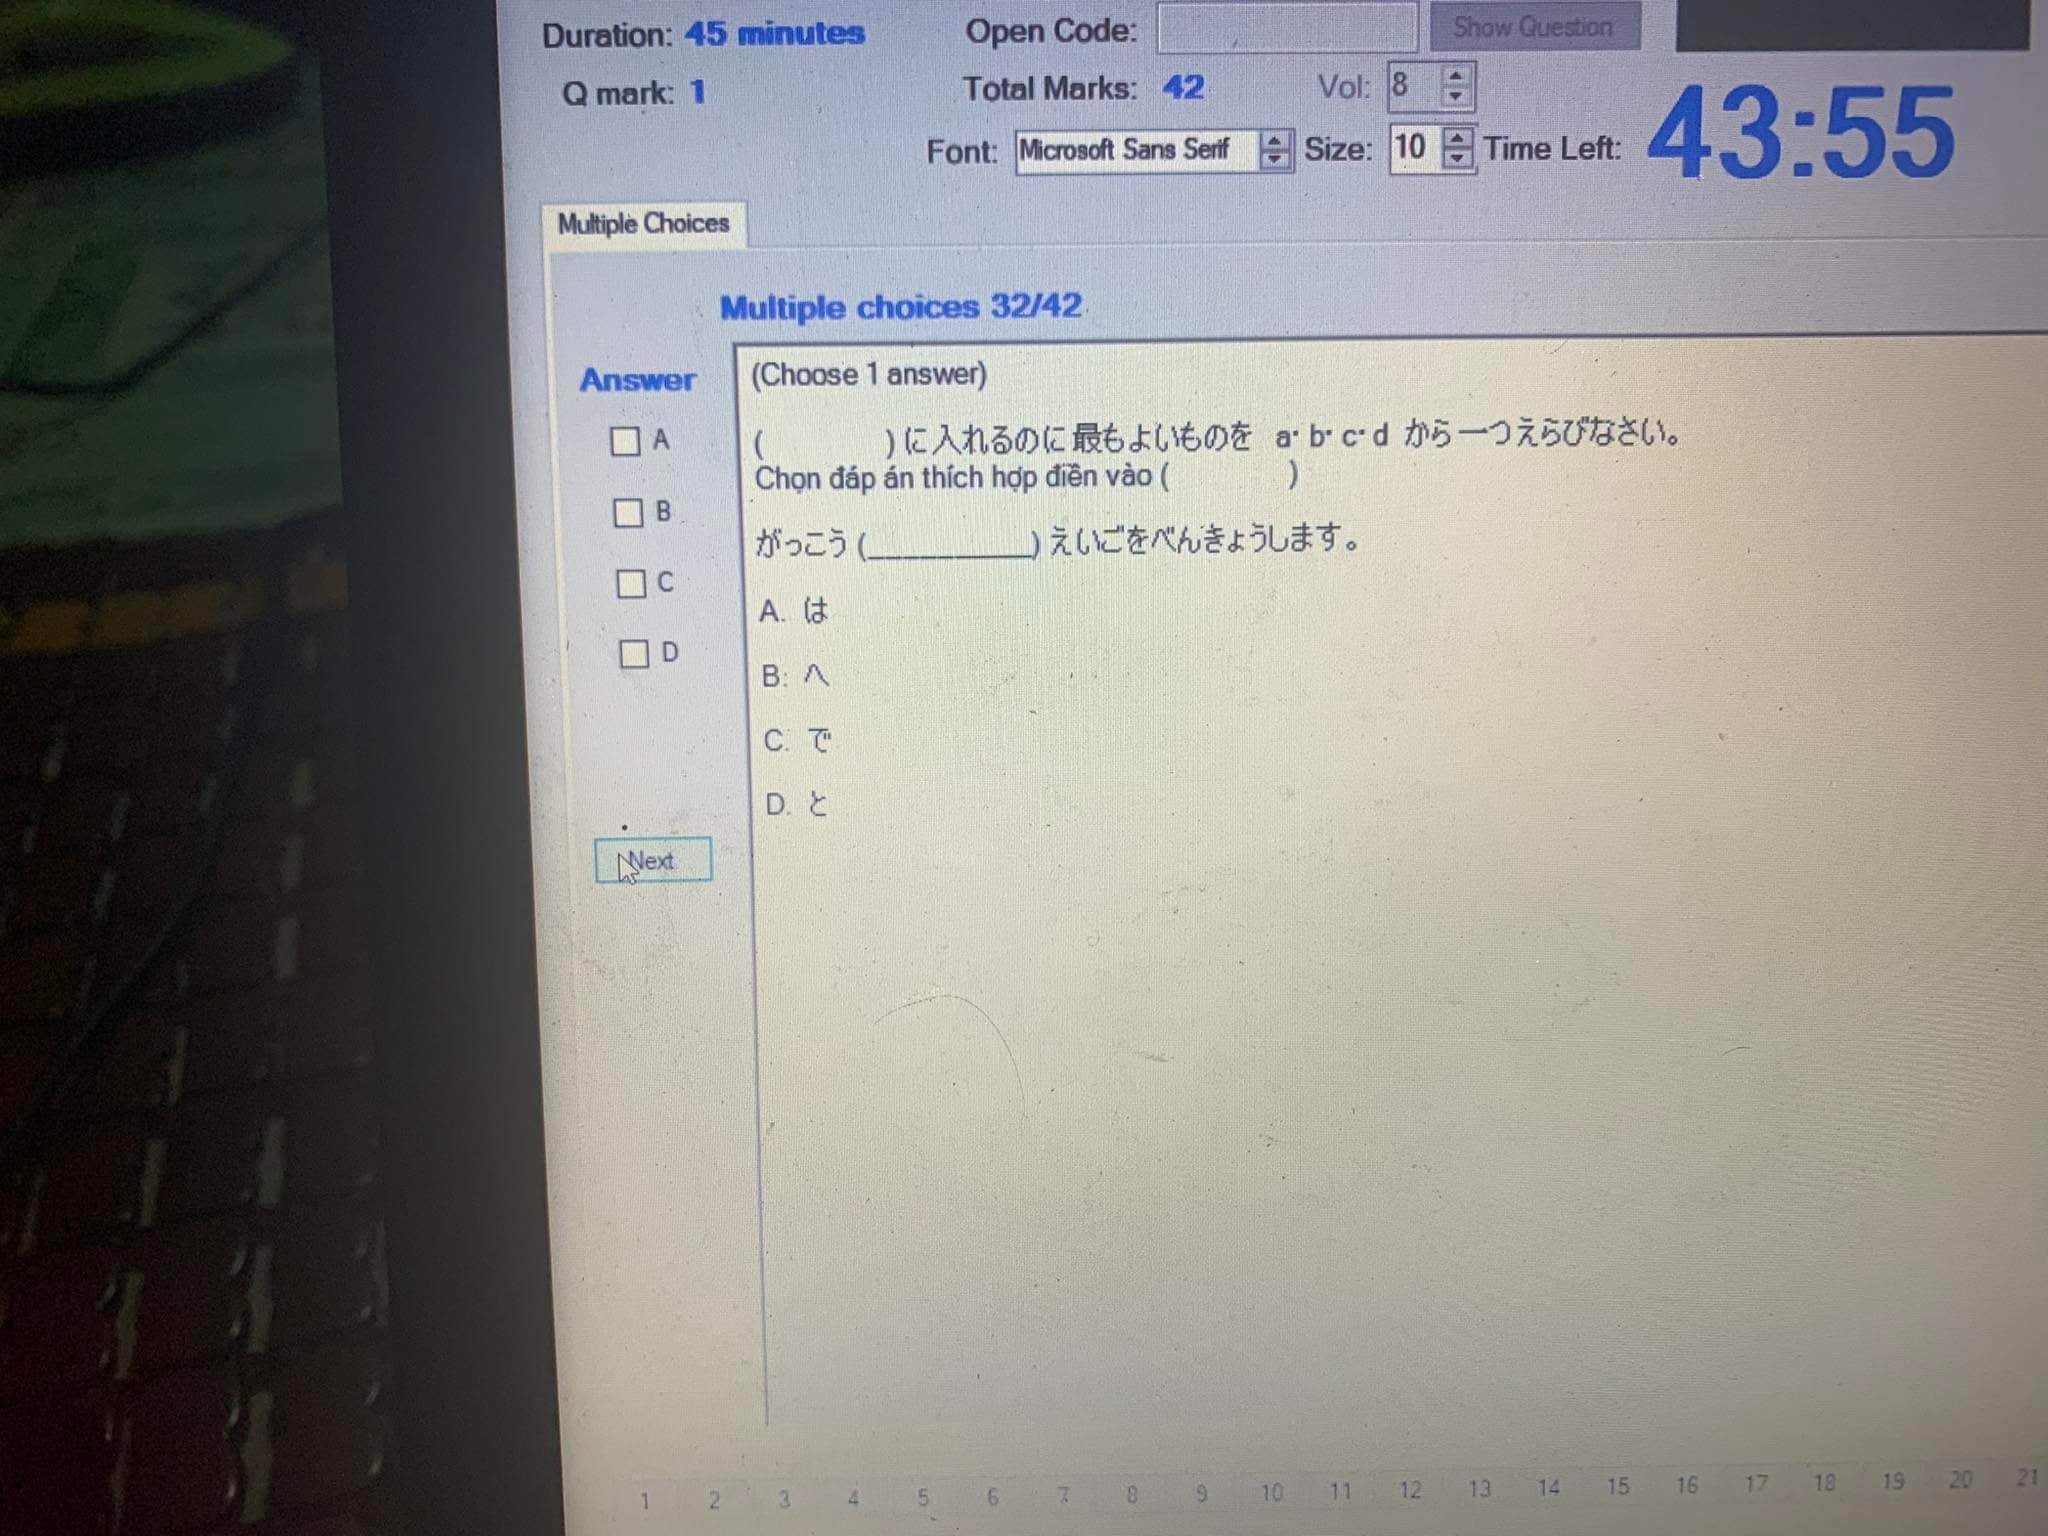 Duration: 45 minutes
Open Code:
Show Question
Q mark: 1
Total Marks: 42
Vol: 8
Font: Microsoft Sans Serif
Size: 10
Time Left: 43:55
Multiple Choices
Multiple choices 32/42
Answer
(Choose 1 answer)
A
B
C
D
Next
( ) に入れるのに最もよいものを a· b· c· d から一つえらびなさい。
Chọn đáp án thích hợp điền vào ( )
がっこう (__________) えいごをべんきょうします。
A. は
B: へ
C. で
D. と
1 2 3 4 5 6 7 8 9 10 11 12 13 14 15 16 17 18 19 20 21